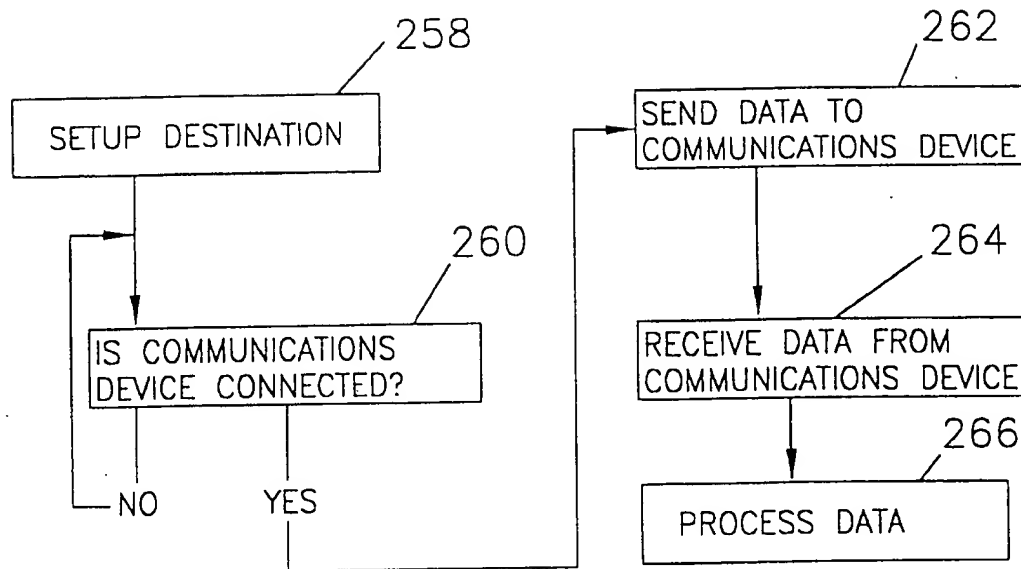 258
SETUP DESTINATION
260
IS COMMUNICATIONS
DEVICE CONNECTED?
NO
YES
262
SEND DATA TO
COMMUNICATIONS DEVICE
264
RECEIVE DATA FROM
COMMUNICATIONS DEVICE
266
PROCESS DATA